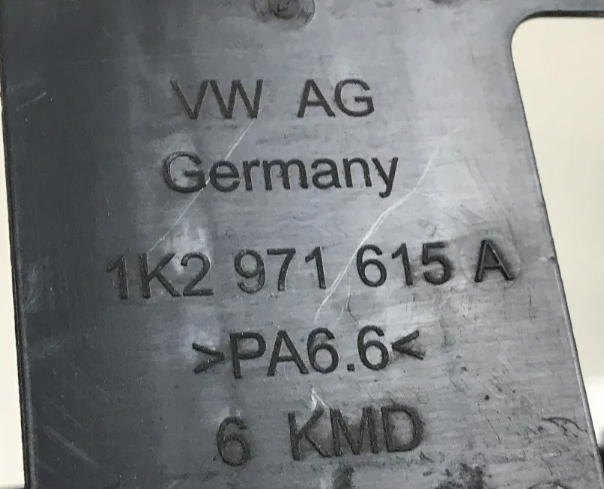 VW AG
Germany
1K2 971 615 A
>PA6.6<
6 KMD